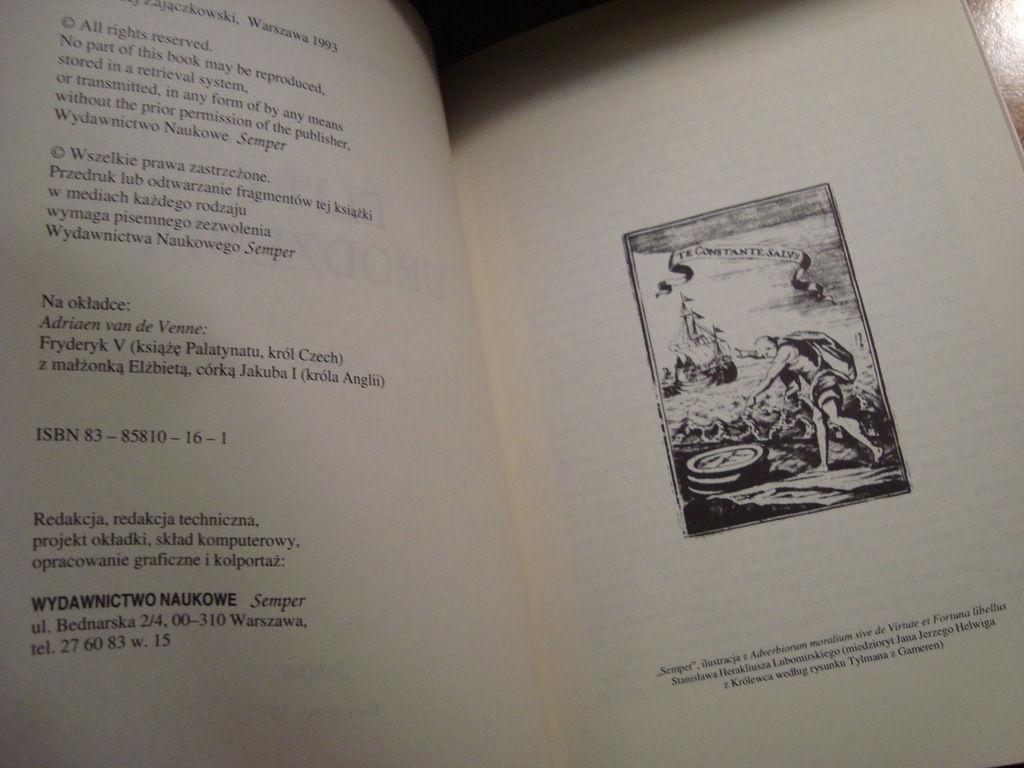 Zajączkowski, Warszawa 1993
© All rights reserved.
No part of this book may be reproduced,
stored in a retrieval system,
or transmitted, in any form of by any means
without the prior permission of the publisher,
Wydawnictwo Naukowe Semper
© Wszelkie prawa zastrzeżone.
Przedruk lub odtwarzanie fragmentów tej książki
w mediach każdego rodzaju
wymaga pisemnego zezwolenia
Wydawnictwa Naukowego Semper
Na okładce:
Adriaen van de Venne:
Fryderyk V (książę Palatynatu, król Czech)
z małżonką Elżbietą, córką Jakuba I (króla Anglii)
ISBN 83 – 85810 – 16 – 1
Redakcja, redakcja techniczna,
projekt okładki, skład komputerowy,
opracowanie graficzne i kolportaż:
WYDAWNICTWO NAUKOWE Semper
ul. Bednarska 2/4, 00–310 Warszawa,
tel. 27 60 83 w. 15
TE CONSTANTE SALVS
„Semper", ilustracja z Adverbiorum moralium sive de Virtute et Fortuna libellus
Stanisława Herakliusza Lubomirskiego (miedzioryt Jana Jerzego Helwiga
z Królewca według rysunku Tylmana z Gameren)